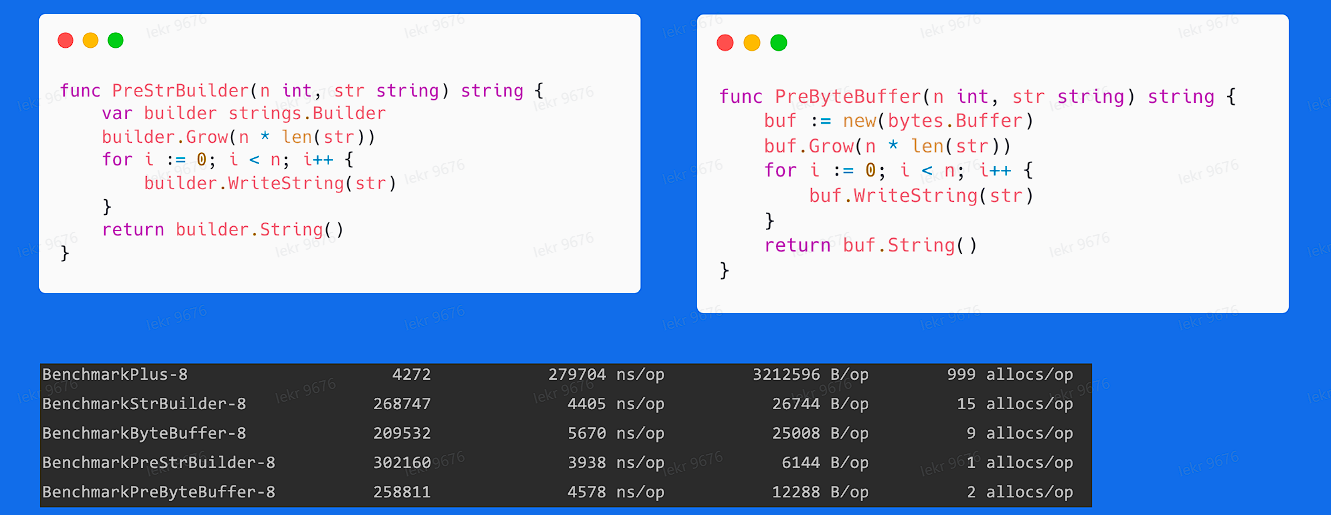 func PreStrBuilder(n int, str string) string {
    var builder strings.Builder
    builder.Grow(n * len(str))
    for i := 0; i < n; i++ {
        builder.WriteString(str)
    }
    return builder.String()
}
func PreByteBuffer(n int, str string) string {
    buf := new(bytes.Buffer)
    buf.Grow(n * len(str))
    for i := 0; i < n; i++ {
        buf.WriteString(str)
    }
    return buf.String()
}
BenchmarkPlus-8 4272 279704 ns/op 3212596 B/op 999 allocs/op
BenchmarkStrBuilder-8 268747 4405 ns/op 26744 B/op 15 allocs/op
BenchmarkByteBuffer-8 209532 5670 ns/op 25008 B/op 9 allocs/op
BenchmarkPreStrBuilder-8 302160 3938 ns/op 6144 B/op 1 allocs/op
BenchmarkPreByteBuffer-8 258811 4578 ns/op 12288 B/op 2 allocs/op